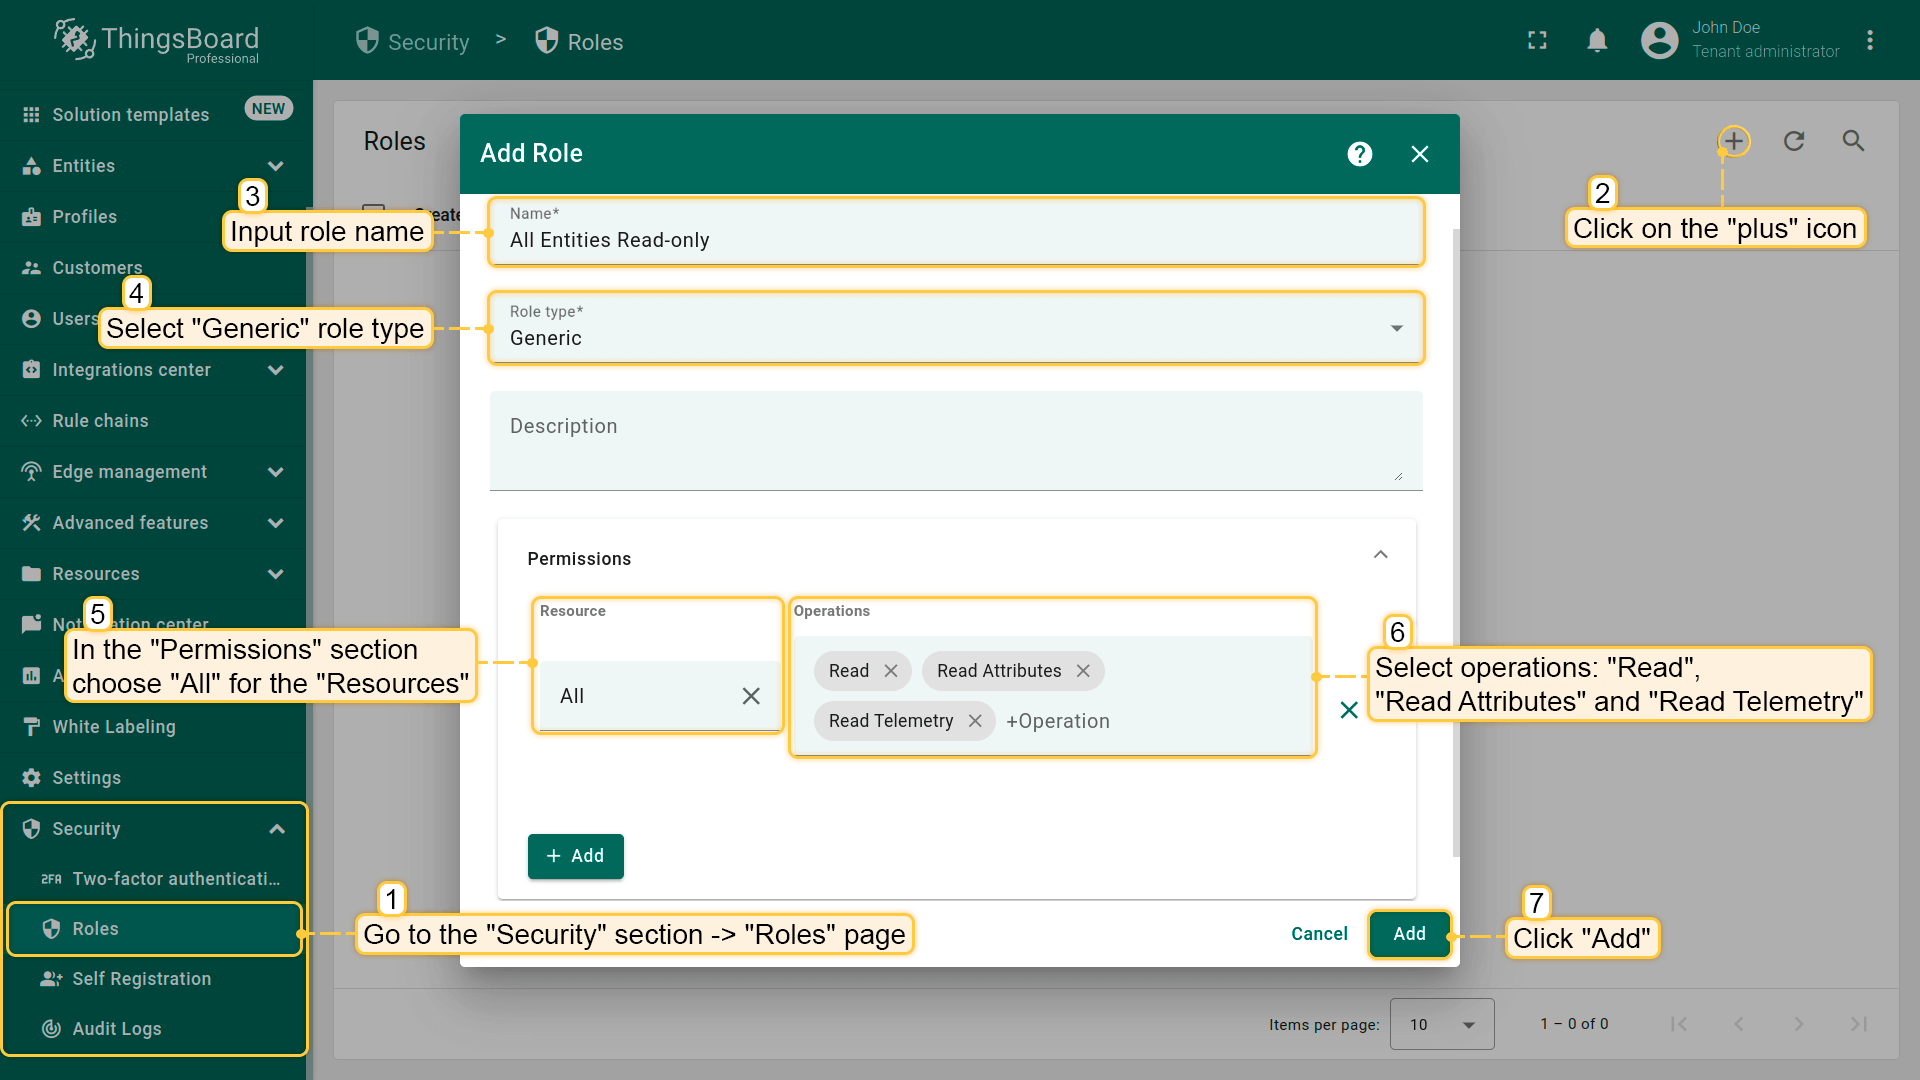 ThingsBoard
Professional
Security > Roles
John Doe
Tenant administrator
Solution templates NEW
Entities
Profiles
Customers
Users
Integrations center
Rule chains
Edge management
Advanced features
Resources
White Labeling
Settings
Security
2FA Two-factor authenticati...
Roles
Self Registration
Audit Logs
Roles
Add Role
?
Name*
All Entities Read-only
Role type*
Generic
Description
Permissions
Resource
All
Operations
Read
Read Attributes
Read Telemetry
+Operation
+ Add
Cancel
Add
Items per page: 10
1 – 0 of 0
1
Go to the "Security" section -> "Roles" page
2
Click on the "plus" icon
3
Input role name
4
Select "Generic" role type
5
In the "Permissions" section
choose "All" for the "Resources"
6
Select operations: "Read",
"Read Attributes" and "Read Telemetry"
7
Click "Add"